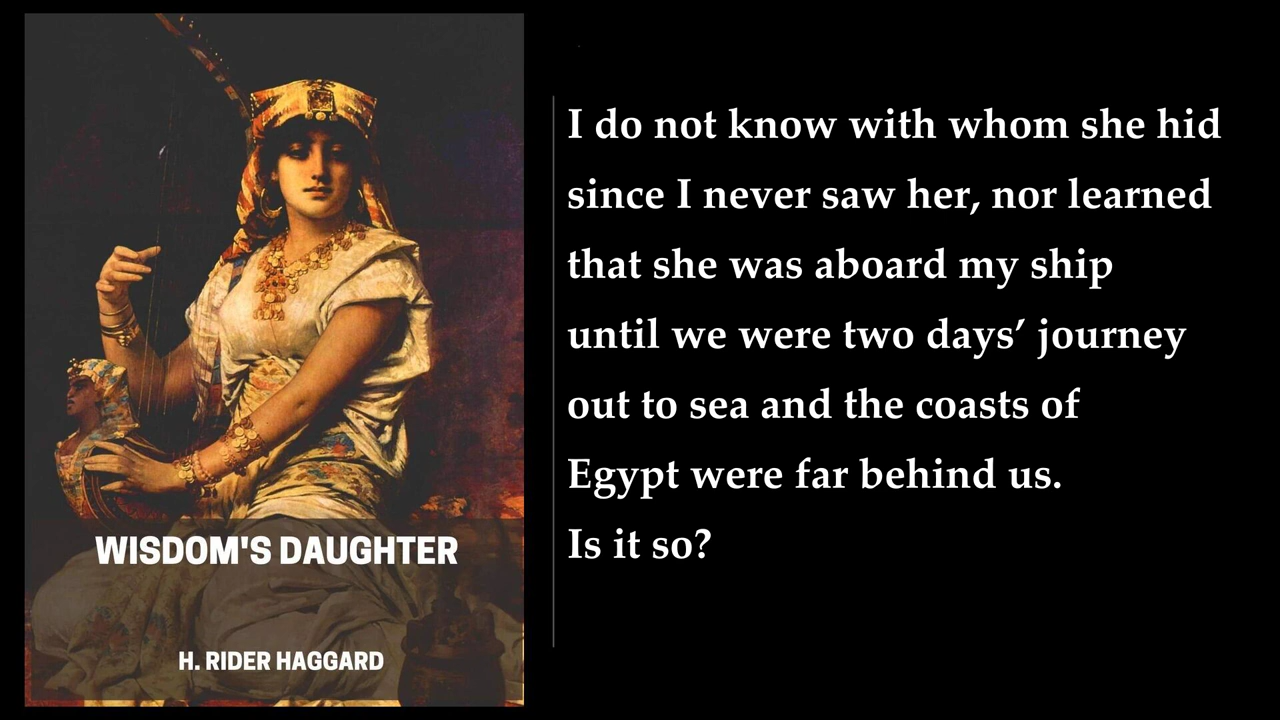 WISDOM'S DAUGHTER
H. RIDER HAGGARD
I do not know with whom she hid
since I never saw her, nor learned
that she was aboard my ship
until we were two days’ journey
out to sea and the coasts of
Egypt were far behind us.
Is it so?